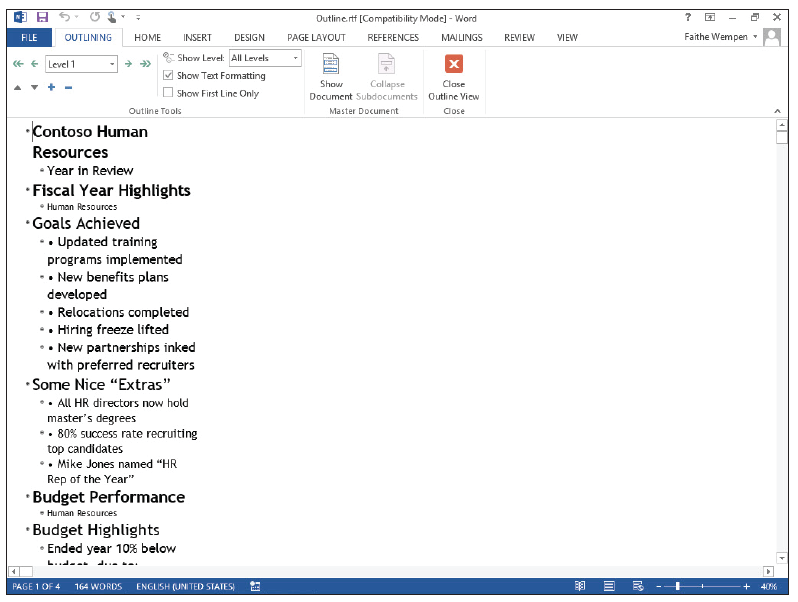 Outline.rtf [Compatibility Mode] - Word
?
FILE OUTLINING HOME INSERT DESIGN PAGE LAYOUT REFERENCES MAILINGS REVIEW VIEW Faithe Wempen
Level 1
Show Level: All Levels
Show Text Formatting
Show First Line Only
Outline Tools
Show Document
Collapse Subdocuments
Master Document
Close Outline View
Close
Contoso Human
Resources
Year in Review
Fiscal Year Highlights
Human Resources
Goals Achieved
• Updated training
programs implemented
• New benefits plans
developed
• Relocations completed
• Hiring freeze lifted
• New partnerships inked
with preferred recruiters
Some Nice “Extras”
• All HR directors now hold
master’s degrees
• 80% success rate recruiting
top candidates
• Mike Jones named “HR
Rep of the Year”
Budget Performance
Human Resources
Budget Highlights
Ended year 10% below
budget, due to:
PAGE 1 OF 4 164 WORDS ENGLISH (UNITED STATES) 40%